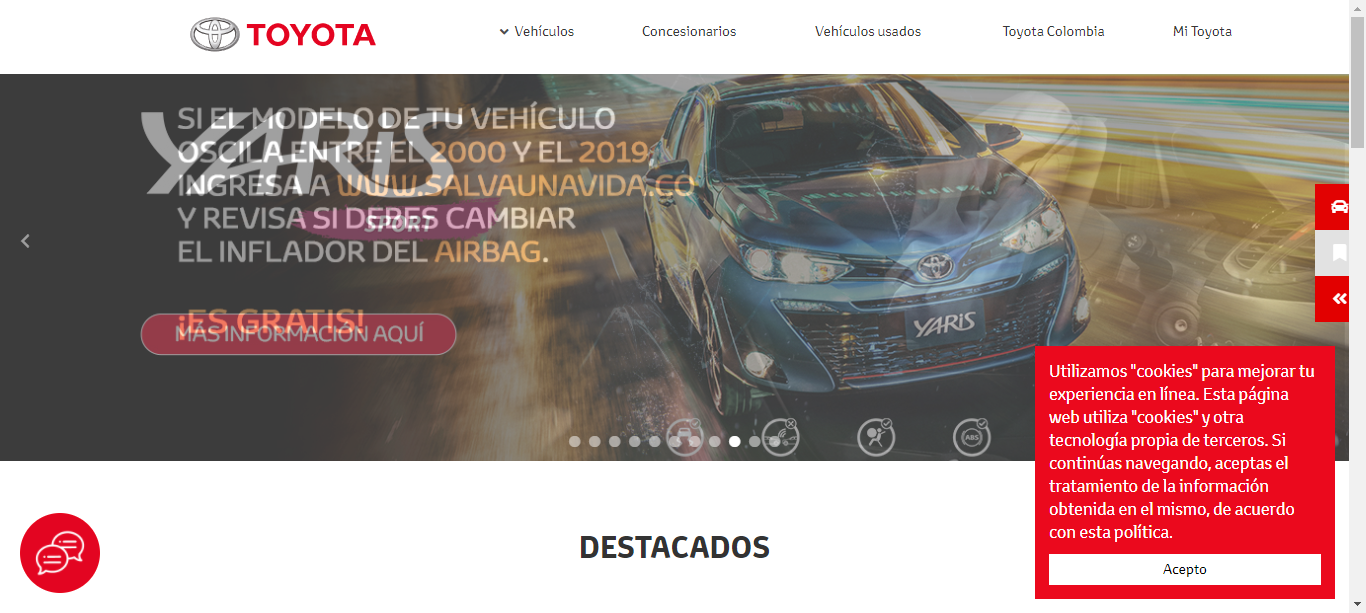 TOYOTA
Vehículos
Concesionarios
Vehículos usados
Toyota Colombia
Mi Toyota
SI EL MODELO DE TU VEHÍCULO
OSCILA ENTRE EL 2000 Y EL 2019,
INGRESA A WWW.SALVAUNAVIDA.CO
Y REVISA SI DEBES CAMBIAR
EL INFLADOR DEL AIRBAG.
¡ES GRATIS!
YARiS
SPORT
MÁS INFORMACIÓN AQUÍ
YARiS
ABS
Utilizamos "cookies" para mejorar tu
experiencia en línea. Esta página
web utiliza "cookies" y otra
tecnología propia de terceros. Si
continúas navegando, aceptas el
tratamiento de la información
obtenida en el mismo, de acuerdo
con esta política.
Acepto
DESTACADOS